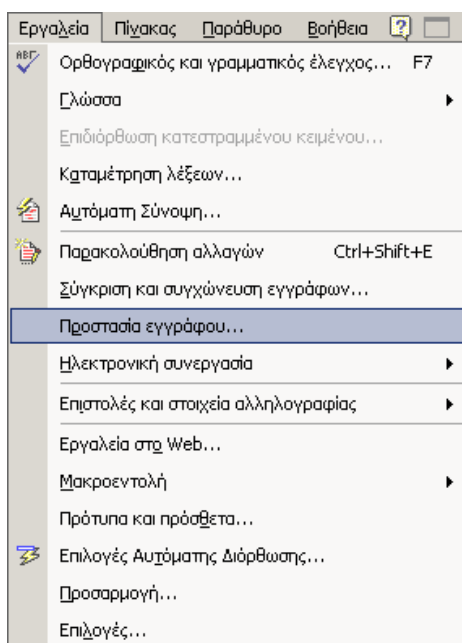 Εργαλεία Πίνακας Παράθυρο Βοήθεια
ΑΒΓ Ορθογραφικός και γραμματικός έλεγχος... F7
Γλώσσα
Επιδιόρθωση κατεστραμμένου κειμένου...
Καταμέτρηση λέξεων...
Αυτόματη Σύνοψη...
Παρακολούθηση αλλαγών Ctrl+Shift+E
Σύγκριση και συγχώνευση εγγράφων...
Προστασία εγγράφου...
Ηλεκτρονική συνεργασία
Επιστολές και στοιχεία αλληλογραφίας
Εργαλεία στο Web...
Μακροεντολή
Πρότυπα και πρόσθετα...
Επιλογές Αυτόματης Διόρθωσης...
Προσαρμογή...
Επιλογές...